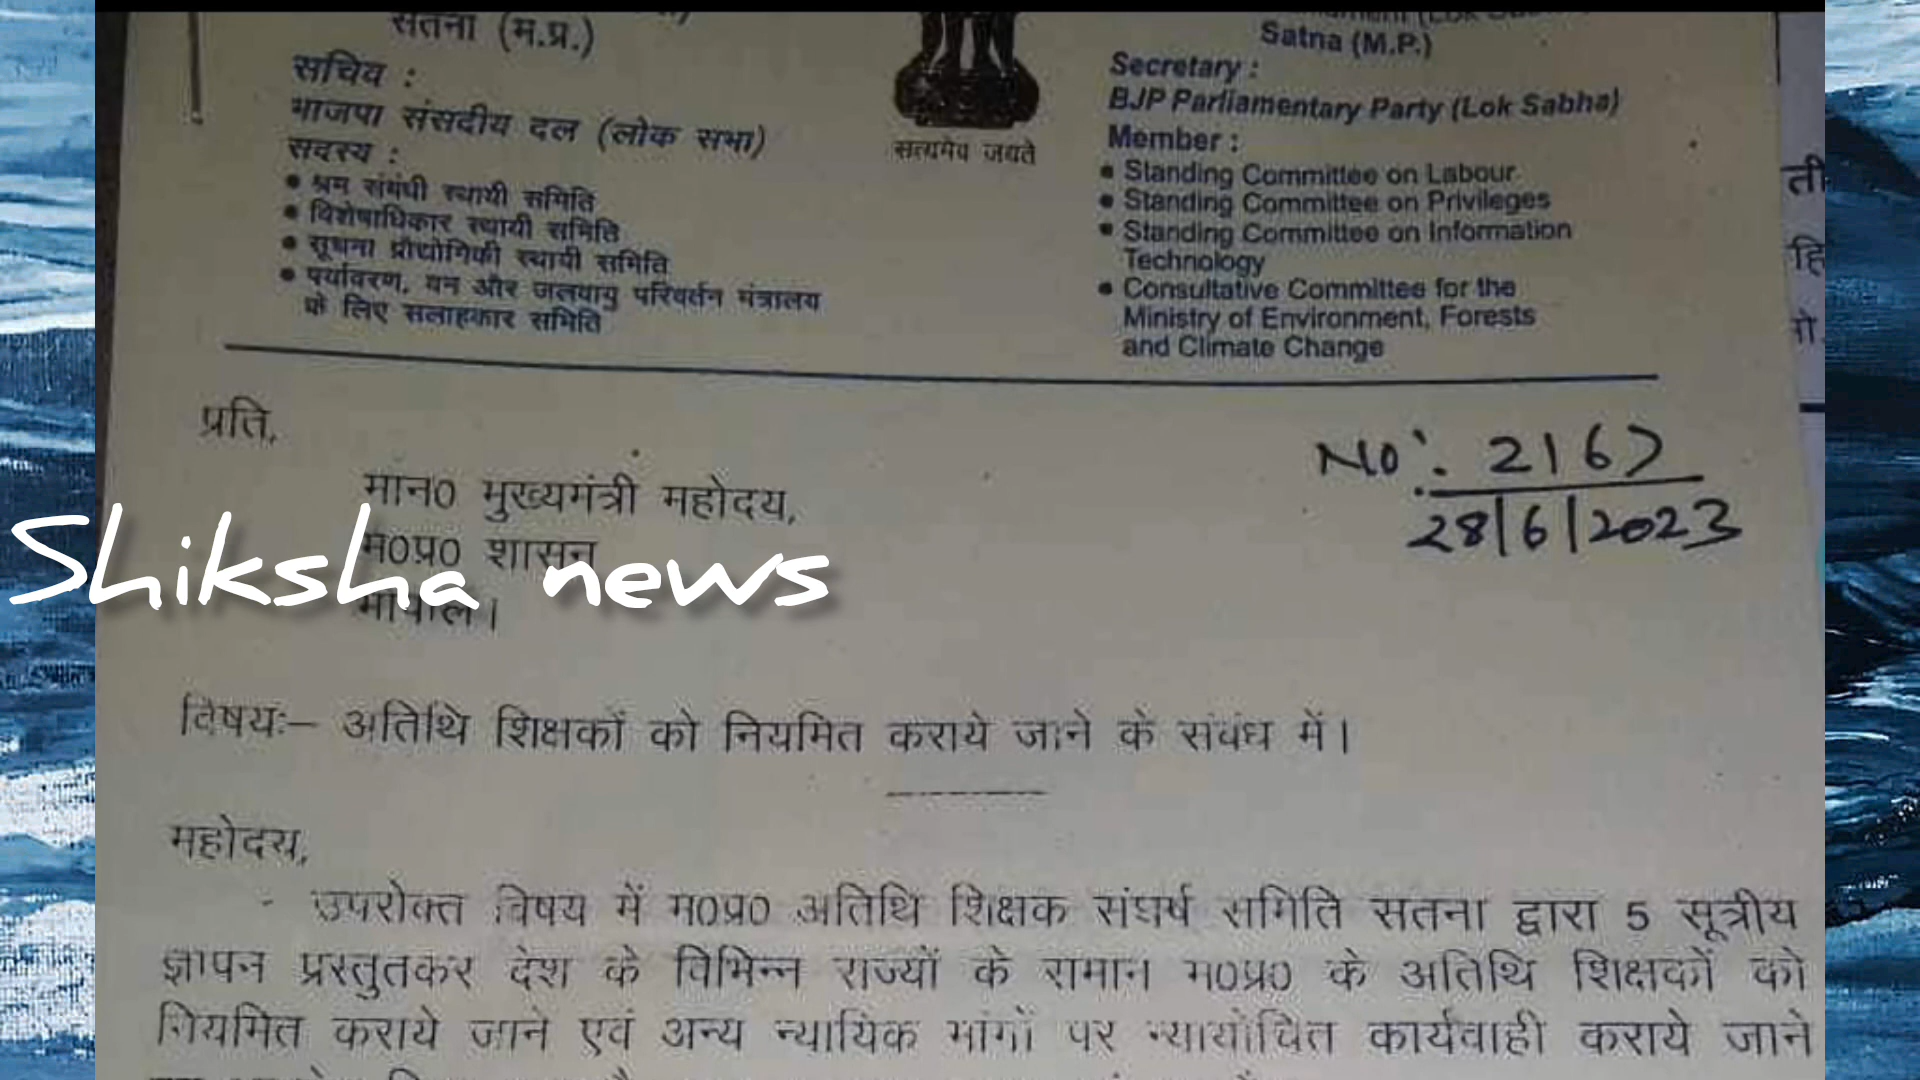 सतना (म.प्र.)
सचिव :
भाजपा संसदीय दल (लोक सभा)
सदस्य :
• श्रम संबंधी स्थायी समिति
• विशेषाधिकार स्थायी समिति
• सूचना प्रौद्योगिकी स्थायी समिति
• पर्यावरण, वन और जलवायु परिवर्तन मंत्रालय
के लिए सलाहकार समिति
सत्यमेव जयते
Satna (M.P.)
Secretary :
BJP Parliamentary Party (Lok Sabha)
Member :
• Standing Committee on Labour
• Standing Committee on Privileges
• Standing Committee on Information
Technology
• Consultative Committee for the
Ministry of Environment, Forests
and Climate Change
प्रति,
No: 2167
28/6/2023
मान0 मुख्यमंत्री महोदय,
म0प्र0 शासन
भोपाल।
Shiksha news
विषयः– अतिथि शिक्षकों को नियमित कराये जाने के संबंध में।
महोदय,
उपरोक्त विषय में म0प्र0 अतिथि शिक्षक संघर्ष समिति सतना द्वारा 5 सूत्रीय
ज्ञापन प्रस्तुतकर देश के विभिन्न राज्यों के समान म0प्र0 के अतिथि शिक्षकों को
नियमित कराये जाने एवं अन्य न्यायिक मांगों पर न्यायोचित कार्यवाही कराये जाने